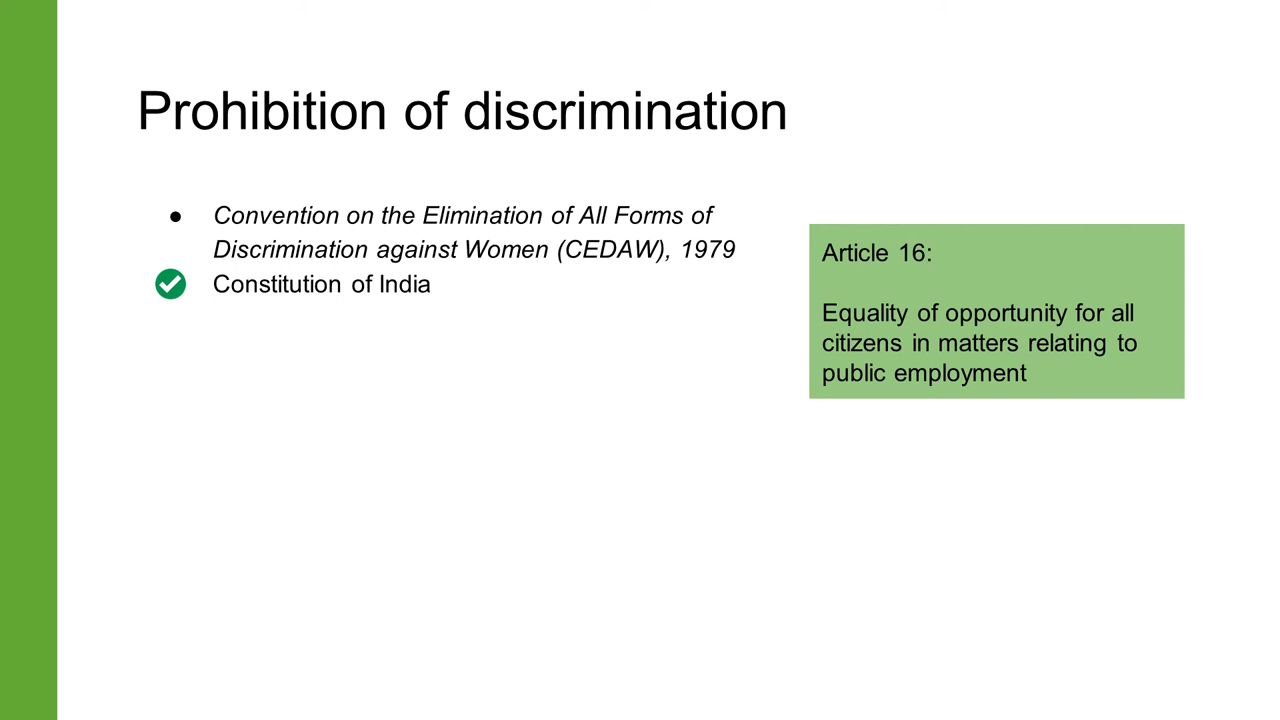 Prohibition of discrimination
● Convention on the Elimination of All Forms of
Discrimination against Women (CEDAW), 1979
Constitution of India
Article 16:
Equality of opportunity for all
citizens in matters relating to
public employment